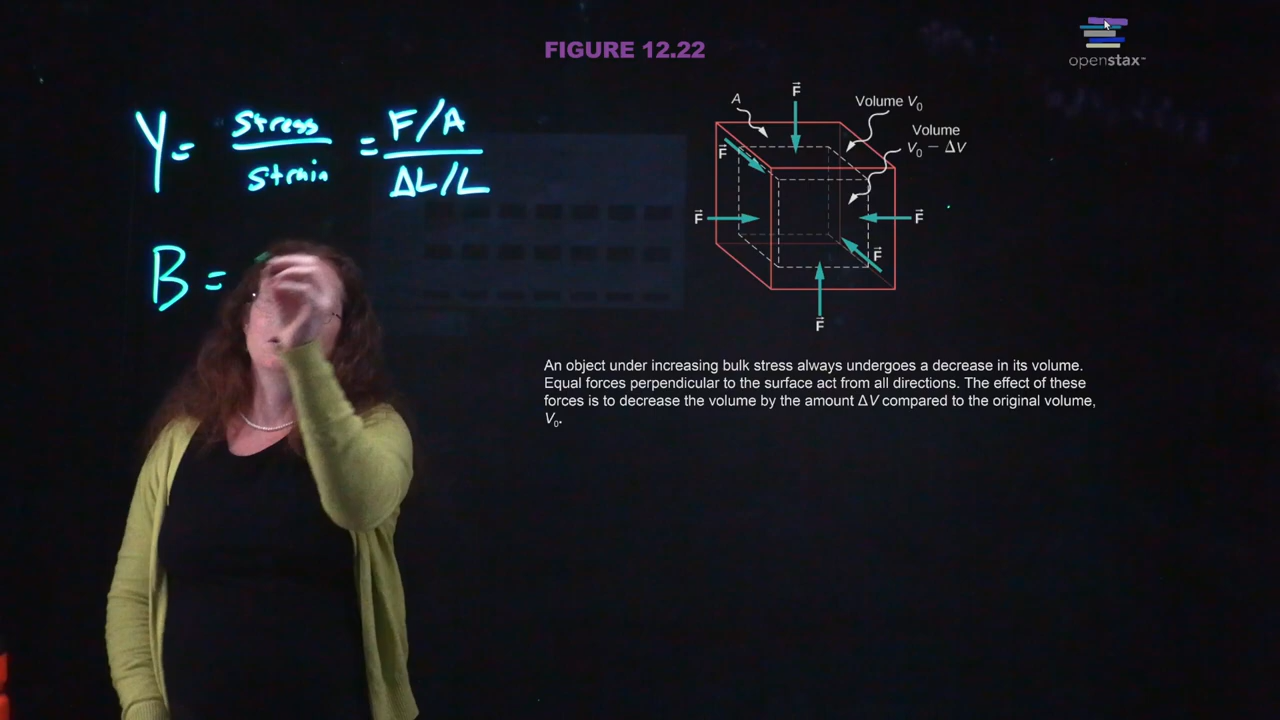 FIGURE 12.22
openstax™
Y = stress / strain = F/A / ΔL/L
B =
A
F⃗
Volume V₀
Volume
V₀ − ΔV
F⃗
F⃗
F⃗
F⃗
F⃗
An object under increasing bulk stress always undergoes a decrease in its volume.
Equal forces perpendicular to the surface act from all directions. The effect of these
forces is to decrease the volume by the amount ΔV compared to the original volume,
V₀.